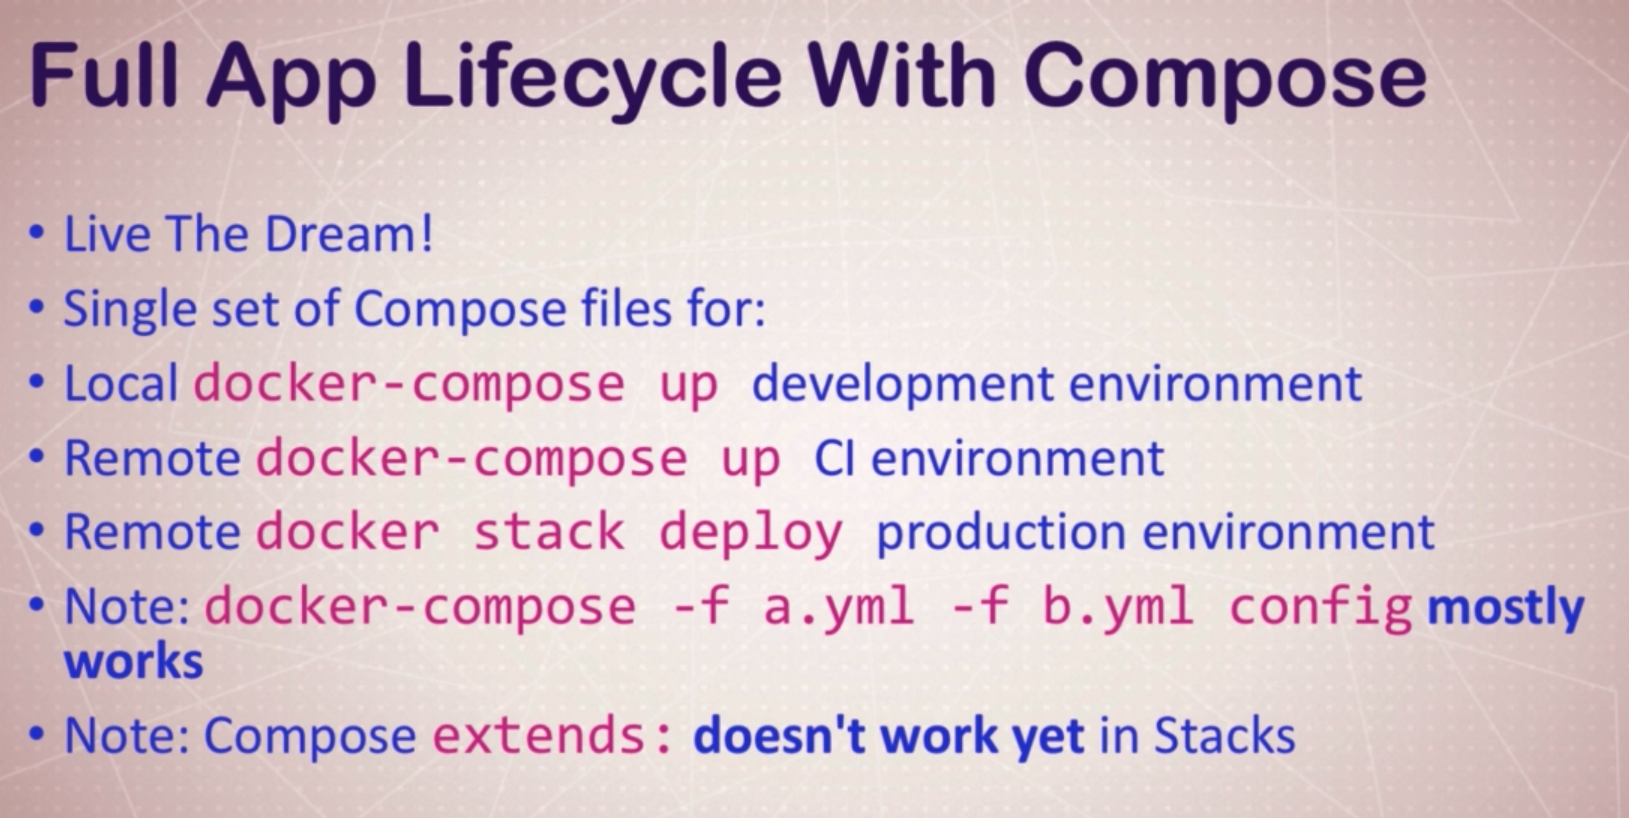 Full App Lifecycle With Compose
• Live The Dream!
• Single set of Compose files for:
• Local docker-compose up development environment
• Remote docker-compose up CI environment
• Remote docker stack deploy production environment
• Note: docker-compose -f a.yml -f b.yml config mostly
works
• Note: Compose extends: doesn't work yet in Stacks